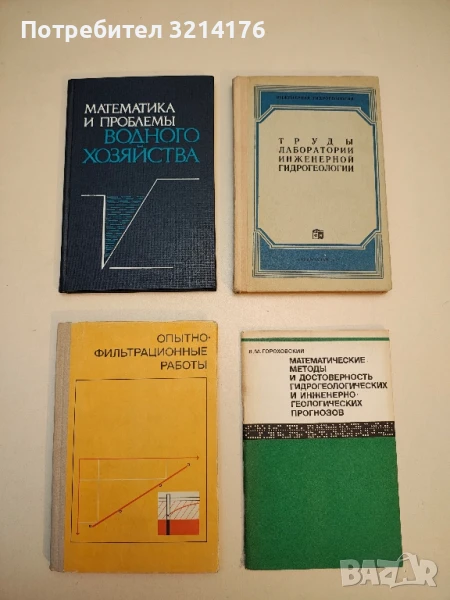 Потребител 3214176
МАТЕМАТИКА
И ПРОБЛЕМЫ
ВОДНОГО
ХОЗЯЙСТВА
ТРУДЫ
ЛАБОРАТОРИИ
ИНЖЕНЕРНОЙ
ГИДРОГЕОЛОГИИ
ОПЫТНО-
ФИЛЬТРАЦИОННЫЕ
РАБОТЫ
М. ГОРОХОВСКИЙ
МАТЕМАТИЧЕСКИЕ
МЕТОДЫ
И ДОСТОВЕРНОСТЬ
ГИДРОГЕОЛОГИЧЕСКИХ
И ИНЖЕНЕРНО-
ГЕОЛОГИЧЕСКИХ
ПРОГНОЗОВ
BAZAR